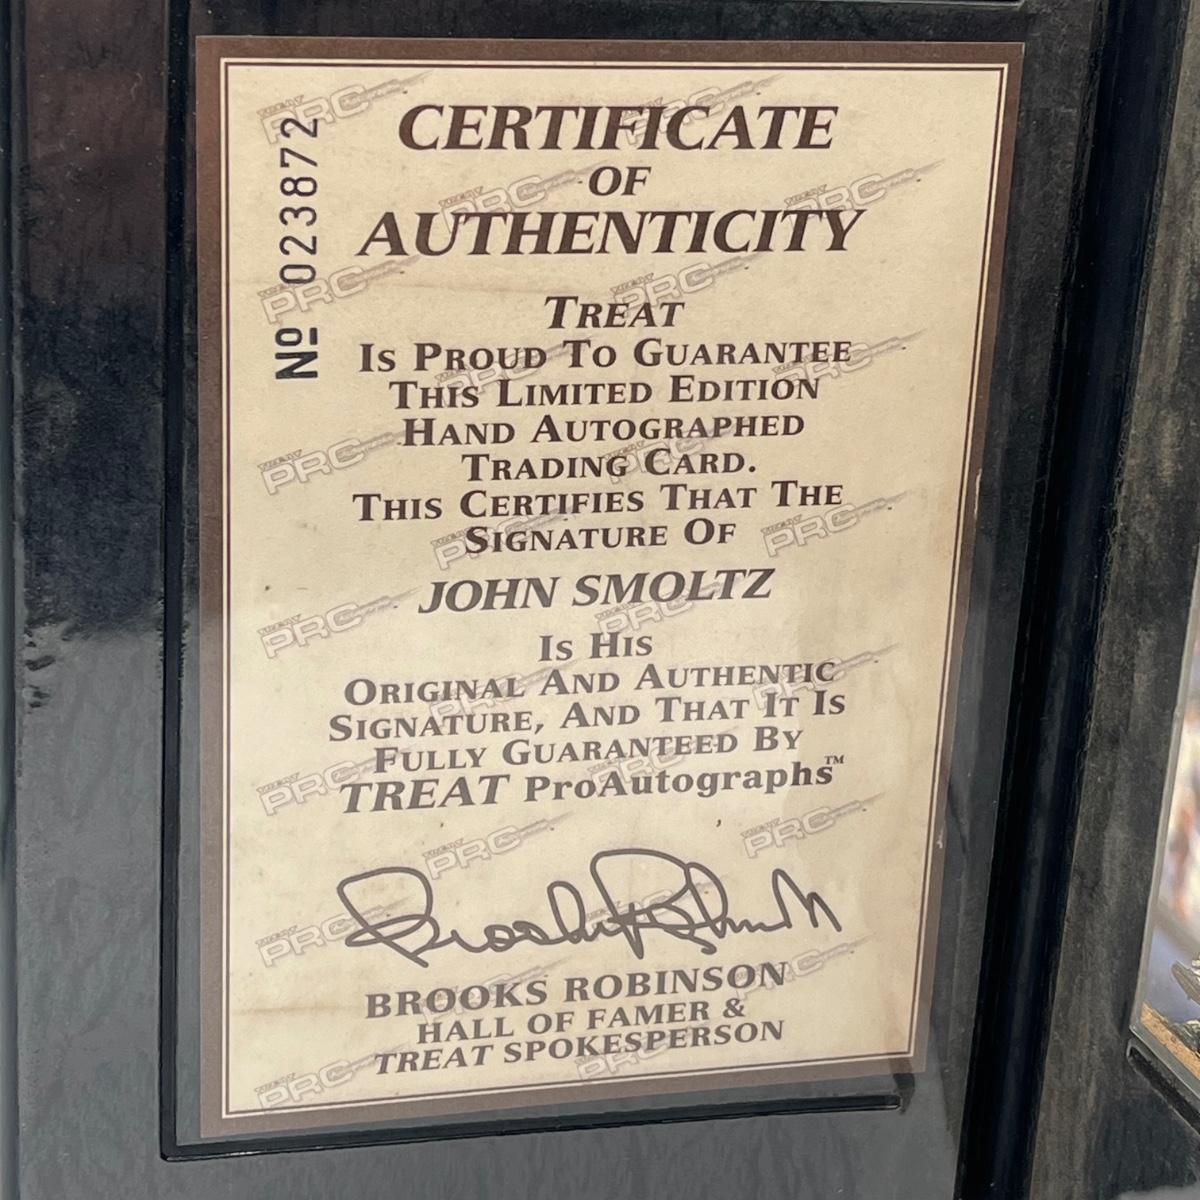 CERTIFICATE
OF
AUTHENTICITY
Nº 023872
TREAT
IS PROUD TO GUARANTEE
THIS LIMITED EDITION
HAND AUTOGRAPHED
TRADING CARD.
THIS CERTIFIES THAT THE
SIGNATURE OF
JOHN SMOLTZ
IS HIS
ORIGINAL AND AUTHENTIC
SIGNATURE, AND THAT IT IS
FULLY GUARANTEED BY
TREAT ProAutographs™
Brooks Robinson
BROOKS ROBINSON
HALL OF FAMER &
TREAT SPOKESPERSON